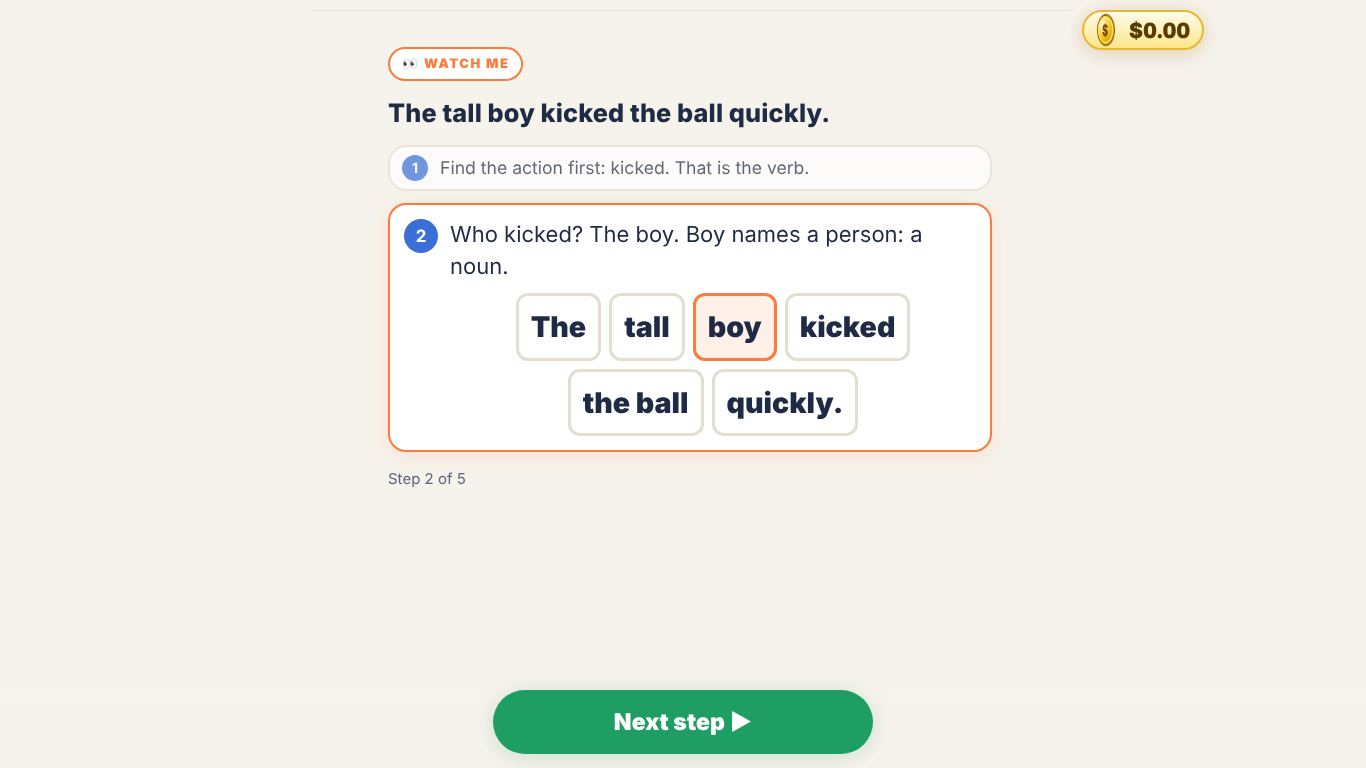 $0.00
👀 WATCH ME
The tall boy kicked the ball quickly.
1 Find the action first: kicked. That is the verb.
2 Who kicked? The boy. Boy names a person: a
noun.
The tall boy kicked
the ball quickly.
Step 2 of 5
Next step ▶